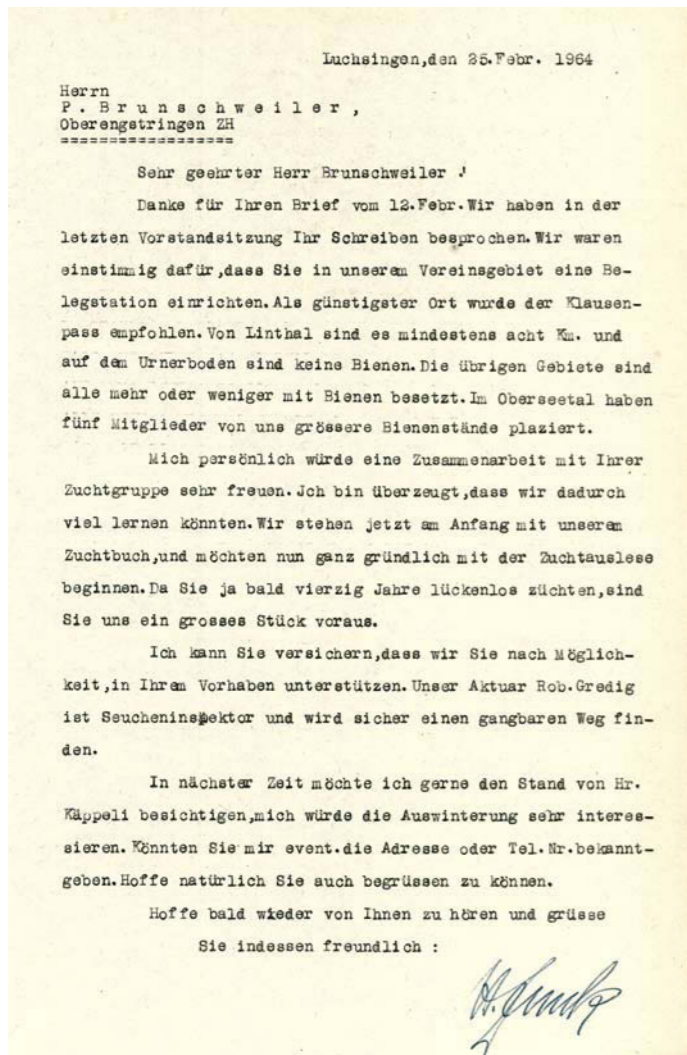 Luchsingen,den 25.Febr. 1964
Herrn
P. Brunschweiler,
Oberengstringen ZH
==================
Sehr geehrter Herr Brunschweiler !
Danke für Ihren Brief vom 12.Febr.Wir haben in der
letzten Vorstandsitzung Ihr Schreiben besprochen.Wir waren
einstimmig dafür,dass Sie in unserem Vereinsgebiet eine Be-
legstation einrichten.Als günstigster Ort wurde der Klausen-
pass empfohlen.Von Linthal sind es mindestens acht Km. und
auf dem Urnerboden sind keine Bienen.Die übrigen Gebiete sind
alle mehr oder weniger mit Bienen besetzt.Im Oberseetal haben
fünf Mitglieder von uns grössere Bienenstände plaziert.
Mich persönlich würde eine Zusammenarbeit mit Ihrer
Zuchtgruppe sehr freuen.Jch bin überzeugt,dass wir dadurch
viel lernen könnten.Wir stehen jetzt am Anfang mit unserem
Zuchtbuch,und möchten nun ganz gründlich mit der Zuchtauslese
beginnen.Da Sie ja bald vierzig Jahre lückenlos züchten,sind
Sie uns ein grosses Stück voraus.
Ich kann Sie versichern,dass wir Sie nach Möglich-
keit,in Ihrem Vorhaben unterstützen.Unser Aktuar Rob.Gredig
ist Seucheninspektor und wird sicher einen gangbaren Weg fin-
den.
In nächster Zeit möchte ich gerne den Stand von Hr.
Käppeli besichtigen,mich würde die Auswinterung sehr interes-
sieren.Könnten Sie mir event.die Adresse oder Tel.Nr.bekannt-
geben.Hoffe natürlich Sie auch begrüssen zu können.
Hoffe bald wieder von Ihnen zu hören und grüsse
Sie indessen freundlich :